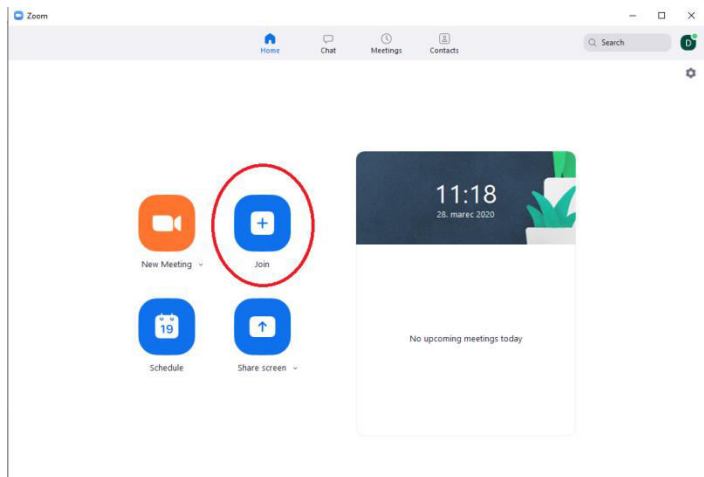 Zoom
Home
Chat
Meetings
Contacts
Search
D
New Meeting
Join
19
Schedule
Share screen
11:18
28. marec 2020
No upcoming meetings today